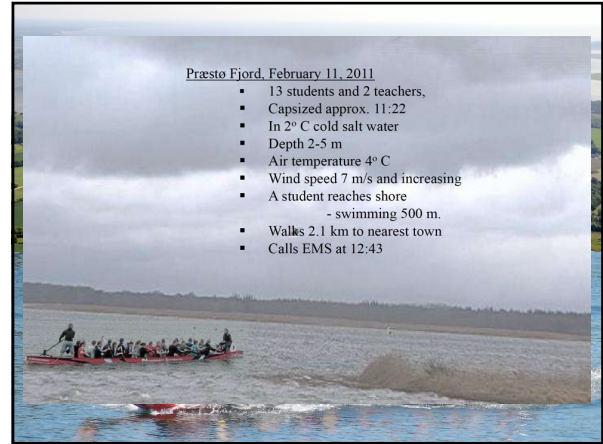 Præstø Fjord, February 11, 2011
▪ 13 students and 2 teachers,
▪ Capsized approx. 11:22
▪ In 2º C cold salt water
▪ Depth 2-5 m
▪ Air temperature 4º C
▪ Wind speed 7 m/s and increasing
▪ A student reaches shore
- swimming 500 m.
▪ Walks 2.1 km to nearest town
▪ Calls EMS at 12:43